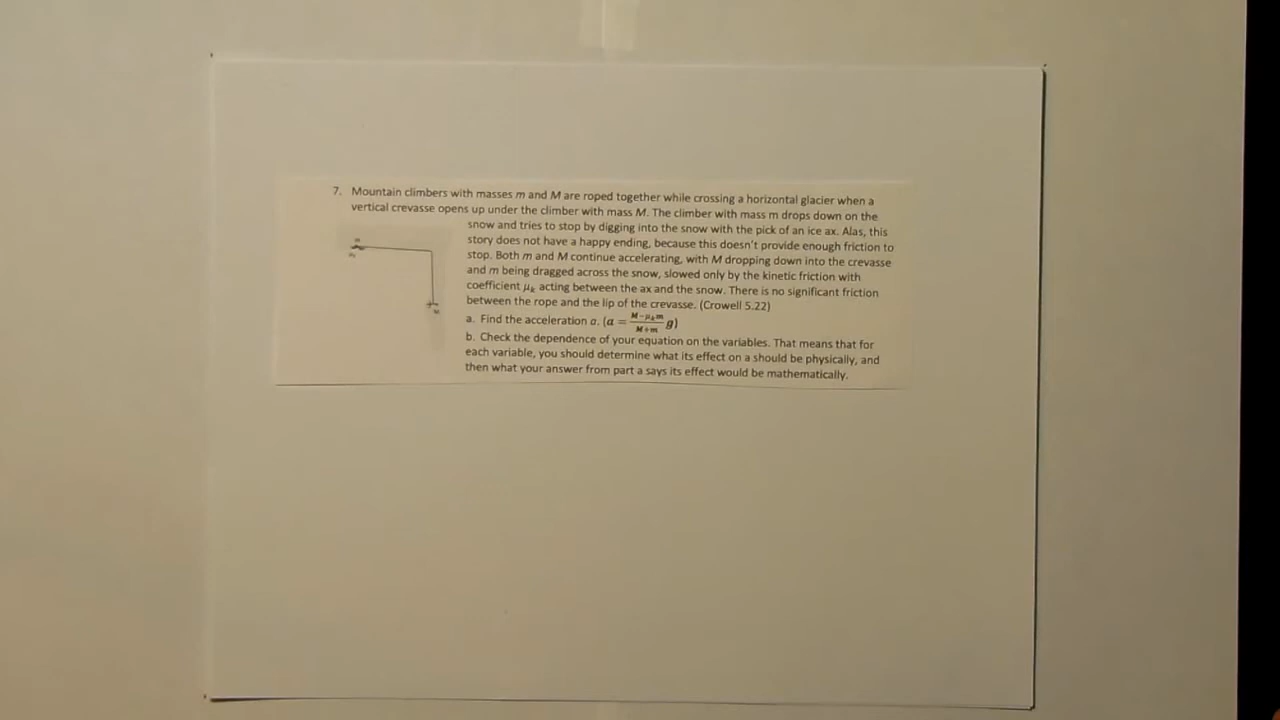 7. Mountain climbers with masses m and M are roped together while crossing a horizontal glacier when a
vertical crevasse opens up under the climber with mass M. The climber with mass m drops down on the
snow and tries to stop by digging into the snow with the pick of an ice ax. Alas, this
story does not have a happy ending, because this doesn't provide enough friction to
stop. Both m and M continue accelerating, with M dropping down into the crevasse
and m being dragged across the snow, slowed only by the kinetic friction with
coefficient μₖ acting between the ax and the snow. There is no significant friction
between the rope and the lip of the crevasse. (Crowell 5.22)
a. Find the acceleration a. (a = \frac{M−μₖm}{M+m} g)
b. Check the dependence of your equation on the variables. That means that for
each variable, you should determine what its effect on a should be physically, and
then what your answer from part a says its effect would be mathematically.
M